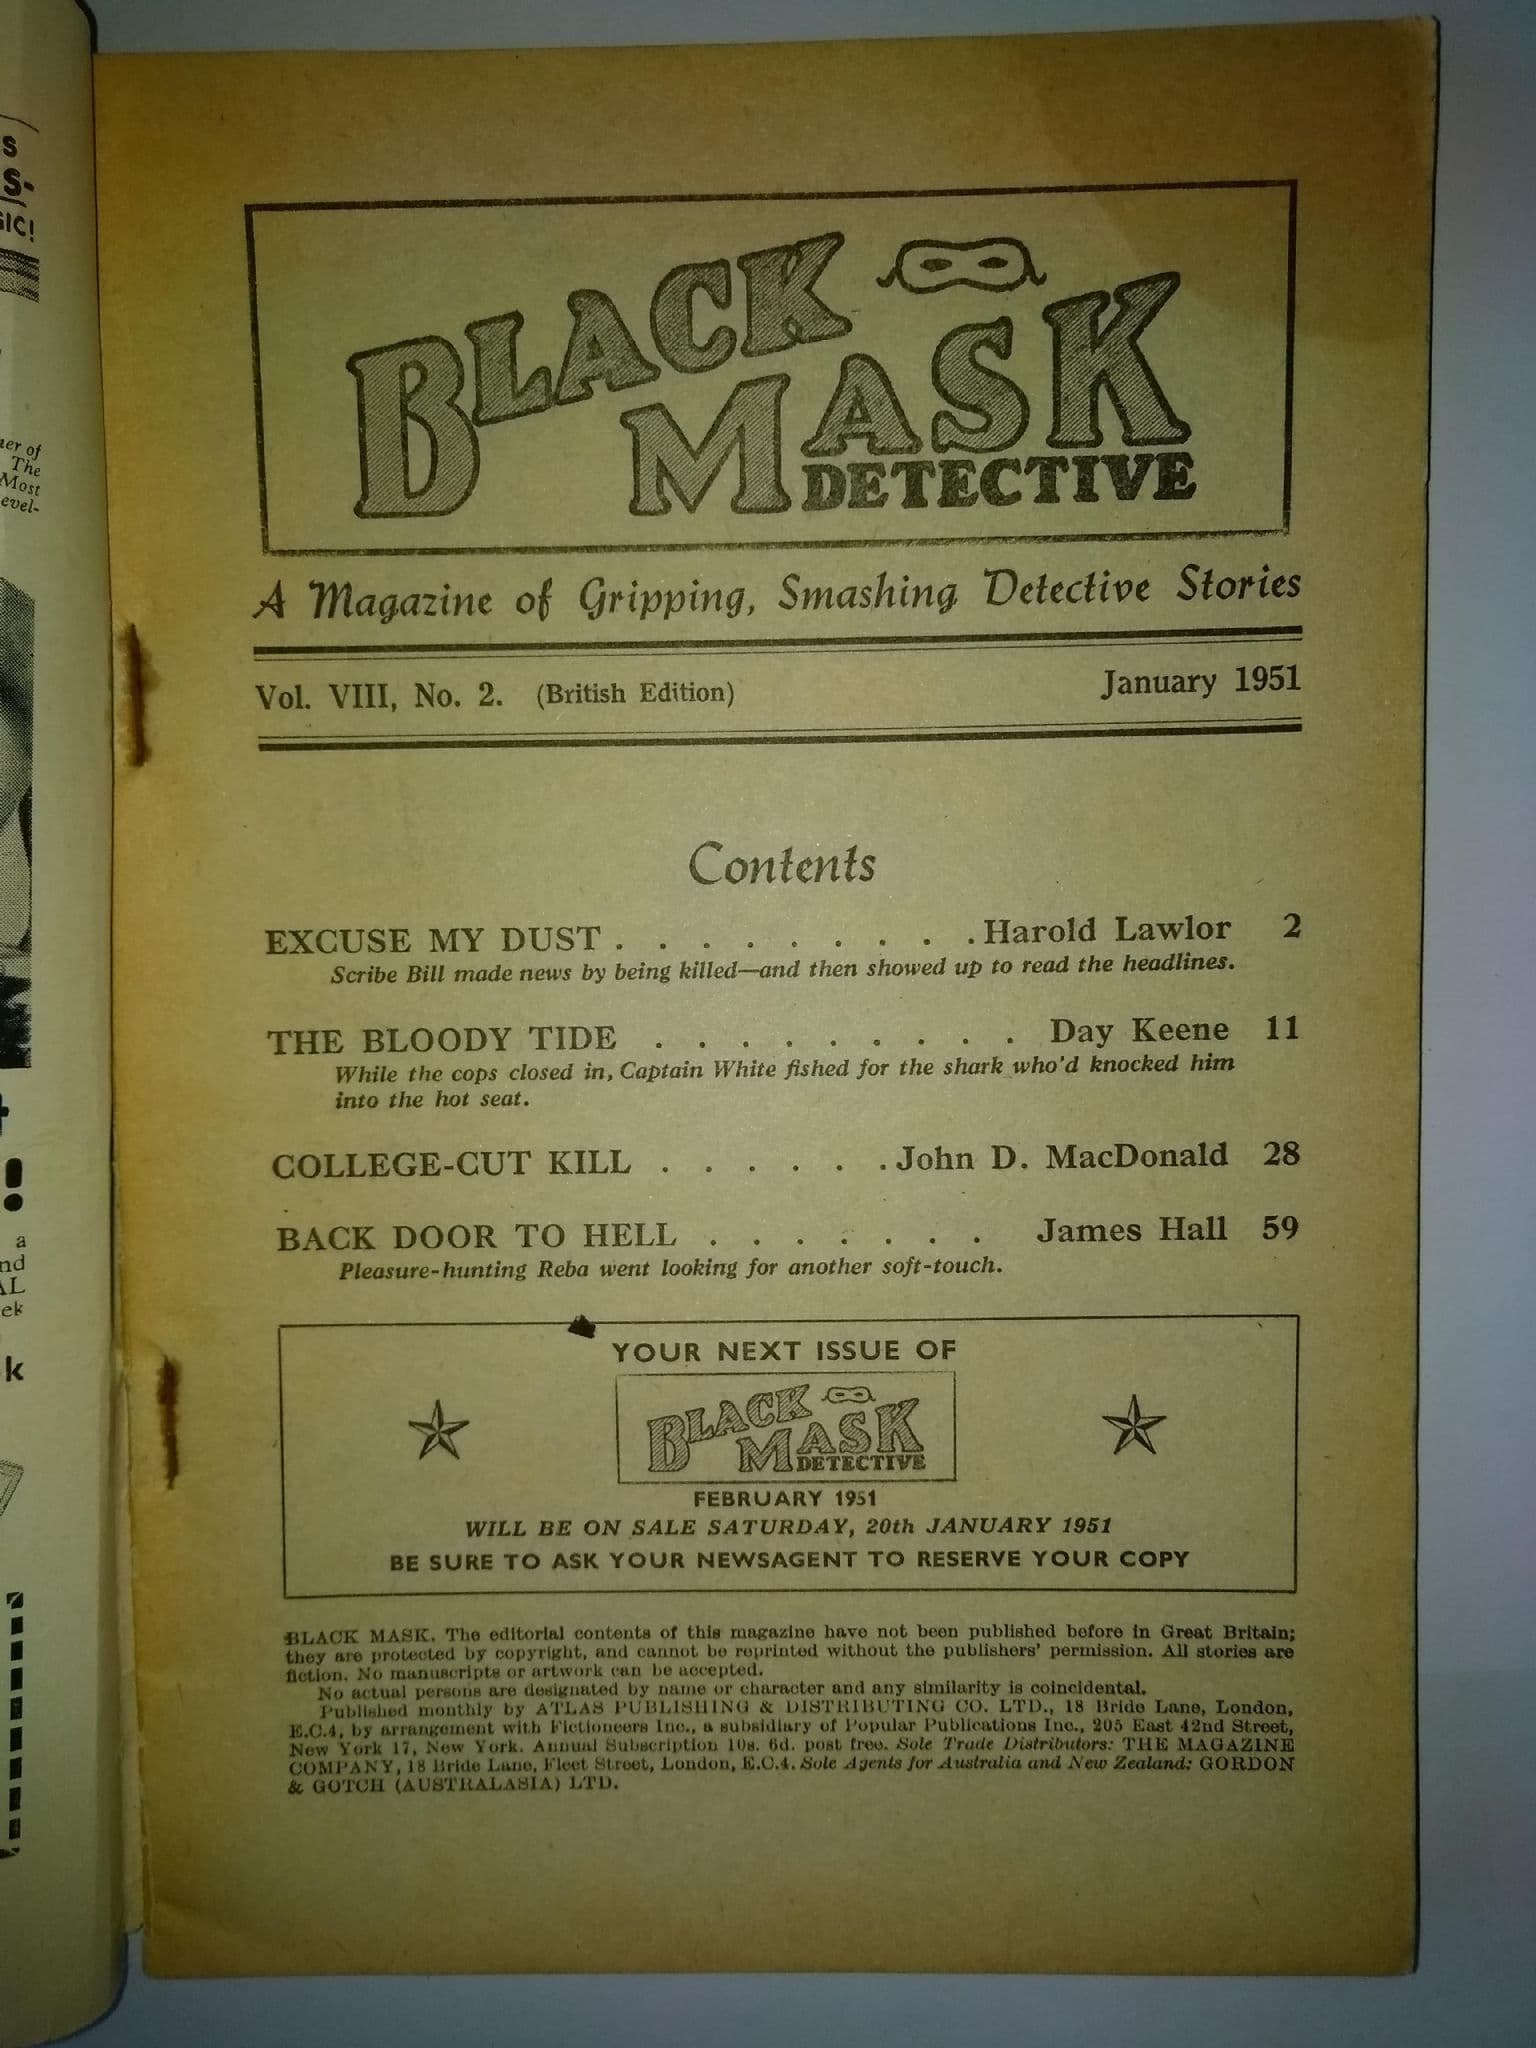 S
S-
GIC!
ner of
The
Most
evel-
!
a
nd
AL
ek
k
BLACK
MASK
DETECTIVE
A Magazine of Gripping, Smashing Detective Stories
Vol. VIII, No. 2. (British Edition) January 1951
Contents
EXCUSE MY DUST . . . . . . . . . Harold Lawlor 2
Scribe Bill made news by being killed—and then showed up to read the headlines.
THE BLOODY TIDE . . . . . . . . . Day Keene 11
While the cops closed in, Captain White fished for the shark who'd knocked him
into the hot seat.
COLLEGE-CUT KILL . . . . . . John D. MacDonald 28
BACK DOOR TO HELL . . . . . . . James Hall 59
Pleasure-hunting Reba went looking for another soft-touch.
YOUR NEXT ISSUE OF
BLACK
MASK
DETECTIVE
FEBRUARY 1951
WILL BE ON SALE SATURDAY, 20th JANUARY 1951
BE SURE TO ASK YOUR NEWSAGENT TO RESERVE YOUR COPY
BLACK MASK. The editorial contents of this magazine have not been published before in Great Britain;
they are protected by copyright, and cannot be reprinted without the publishers' permission. All stories are
fiction. No manuscripts or artwork can be accepted.
No actual persons are designated by name or character and any similarity is coincidental.
Published monthly by ATLAS PUBLISHING & DISTRIBUTING CO. LTD., 18 Bride Lane, London,
E.C.4, by arrangement with Fictioneers Inc., a subsidiary of Popular Publications Inc., 205 East 42nd Street,
New York 17, New York. Annual Subscription 10s. 6d. post free. Sole Trade Distributors: THE MAGAZINE
COMPANY, 18 Bride Lane, Fleet Street, London, E.C.4. Sole Agents for Australia and New Zealand: GORDON
& GOTCH (AUSTRALASIA) LTD.